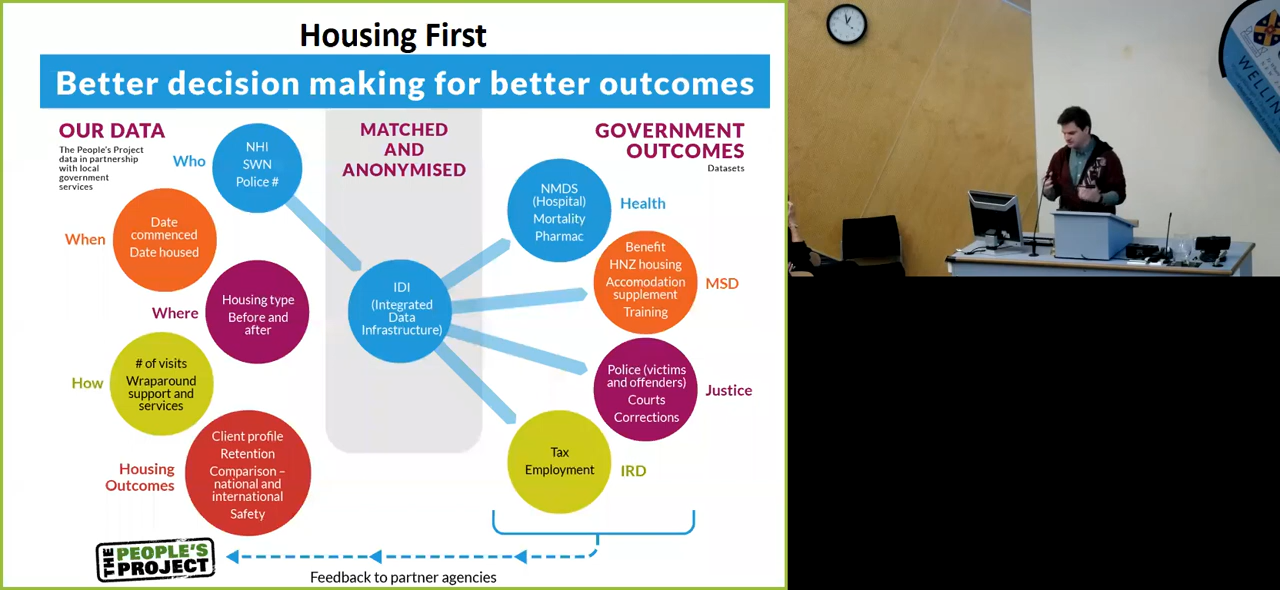 Housing First
Better decision making for better outcomes
OUR DATA
The People's Project
data in partnership
with local
government
services
Who
NHI
SWN
Police #
When
Date
commenced
Date housed
Where
Housing type
Before and
after
How
# of visits
Wraparound
support and
services
Housing
Outcomes
Client profile
Retention
Comparison –
national and
international
Safety
MATCHED
AND
ANONYMISED
IDI
(Integrated
Data
Infrastructure)
GOVERNMENT
OUTCOMES
Datasets
NMDS
(Hospital)
Mortality
Pharmac
Health
Benefit
HNZ housing
Accomodation
supplement
Training
MSD
Police (victims
and offenders)
Courts
Corrections
Justice
Tax
Employment
IRD
THE PEOPLE'S
PROJECT
Feedback to partner agencies
WELLIN